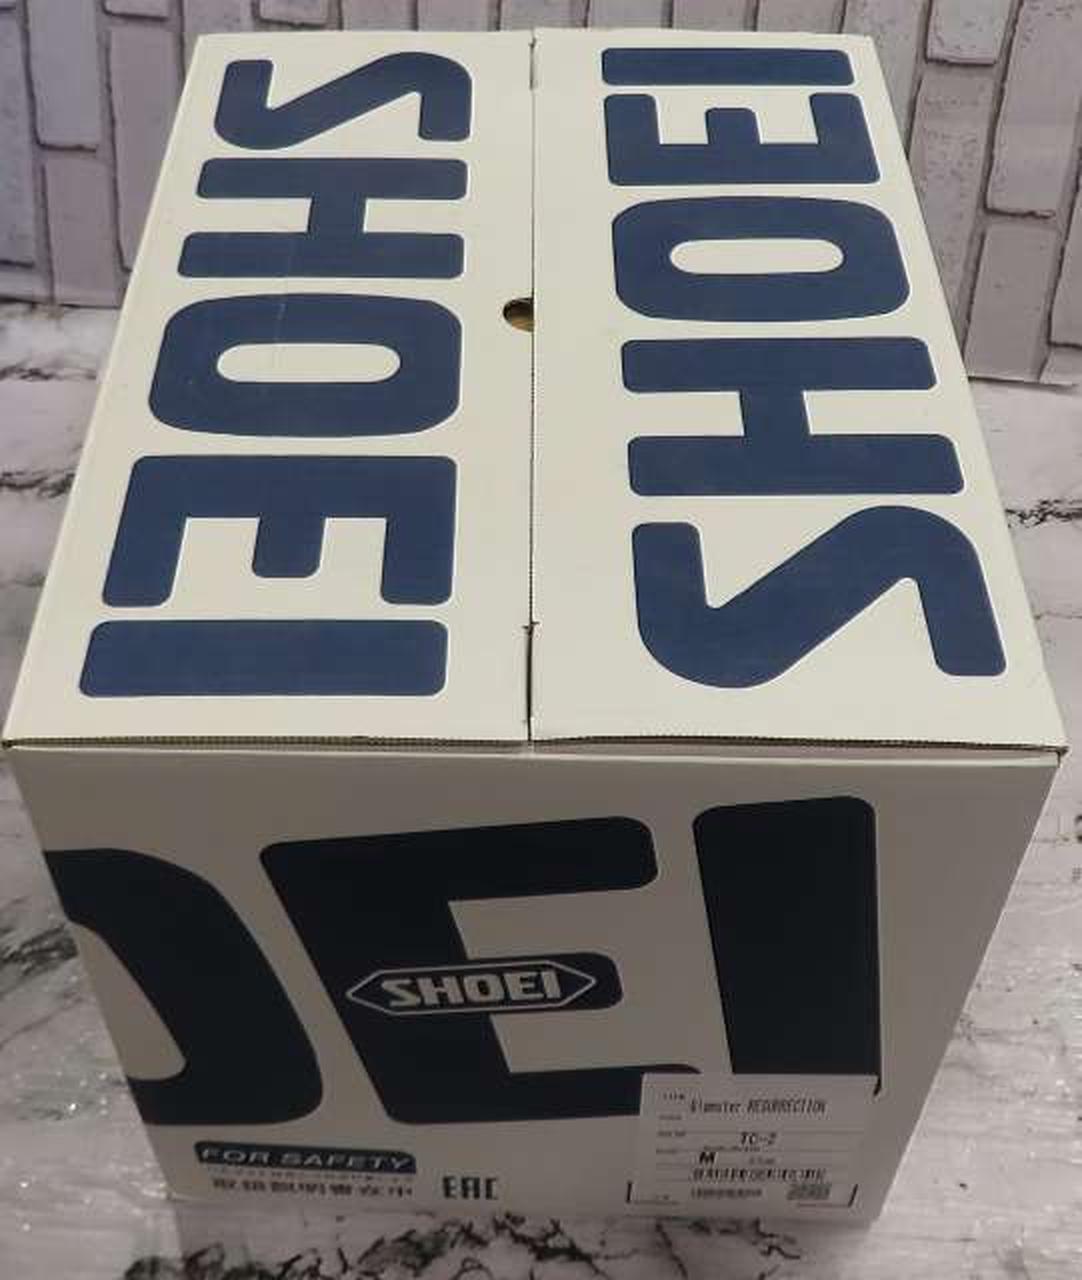 SHOEI
SHOEI
OEI
SHOEI
FOR SAFETY
EAC
Glamster RESURRECTION
TC-2
M